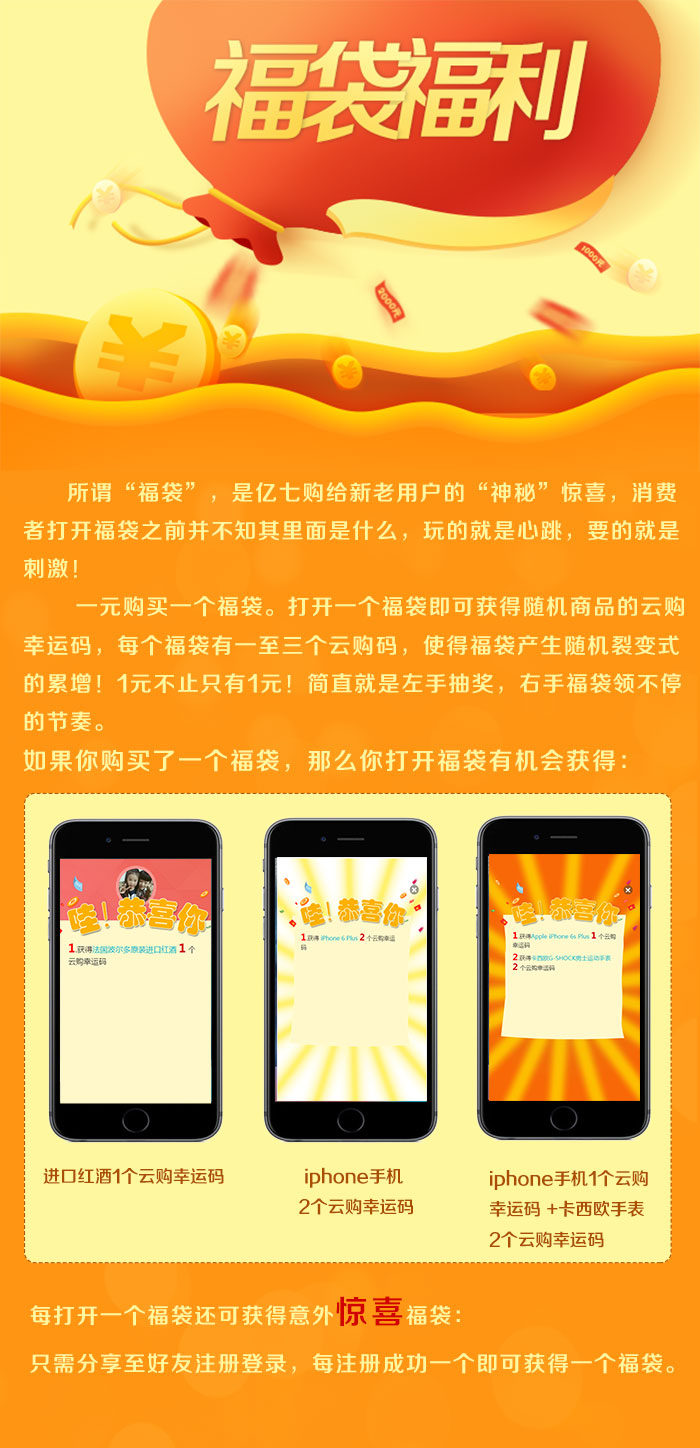 福袋福利
1000元
2000元
所谓“福袋”，是亿七购给新老用户的“神秘”惊喜，消费
者打开福袋之前并不知其里面是什么，玩的就是心跳，要的就是
刺激！
一元购买一个福袋。打开一个福袋即可获得随机商品的云购
幸运码，每个福袋有一至三个云购码，使得福袋产生随机裂变式
的累增！1元不止只有1元！简直就是左手抽奖，右手福袋领不停
的节奏。
如果你购买了一个福袋，那么你打开福袋有机会获得：
哇！恭喜你
1.获得法国波尔多原装进口红酒 1 个
云购幸运码
哇！恭喜你
1.获得 iPhone 6 Plus 2 个云购幸运
码
哇！恭喜你
1.获得Apple iPhone 6s Plus 1 个云购
幸运码
2.获得卡西欧G-SHOCK男士运动手表
2 个云购幸运码
进口红酒1个云购幸运码
iphone手机
2个云购幸运码
iphone手机1个云购
幸运码 +卡西欧手表
2个云购幸运码
每打开一个福袋还可获得意外惊喜福袋：
只需分享至好友注册登录，每注册成功一个即可获得一个福袋。